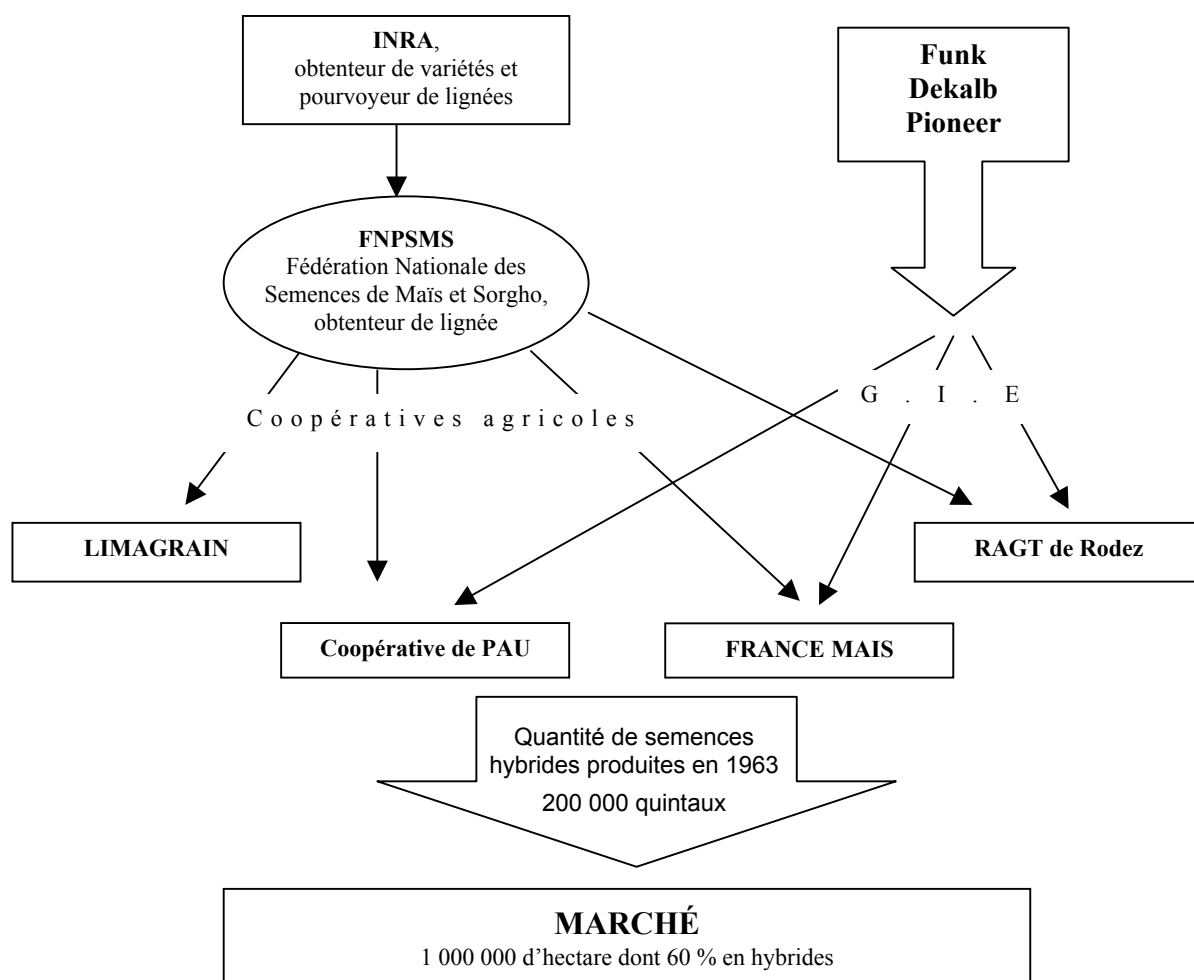 INRA,
obtenteur de variétés et
pourvoyeur de lignées
Funk
Dekalb
Pioneer
FNPSMS
Fédération Nationale des
Semences de Maïs et Sorgho,
obtenteur de lignée
G . I . E
Coopératives agricoles
LIMAGRAIN
RAGT de Rodez
Coopérative de PAU
FRANCE MAIS
Quantité de semences
hybrides produites en 1963
200 000 quintaux
MARCHÉ
1 000 000 d'hectare dont 60 % en hybrides